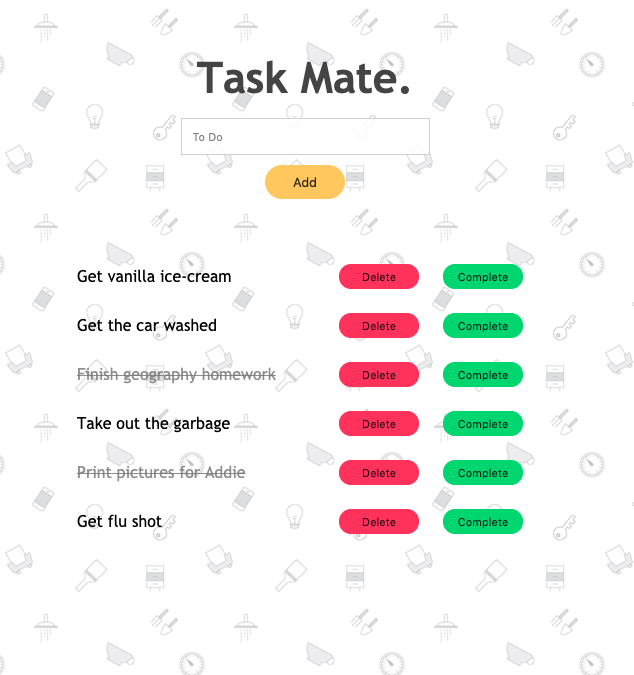 Task Mate.
To Do
Add
Get vanilla ice-cream Delete Complete
Get the car washed Delete Complete
Finish geography homework Delete Complete
Take out the garbage Delete Complete
Print pictures for Addie Delete Complete
Get flu shot Delete Complete